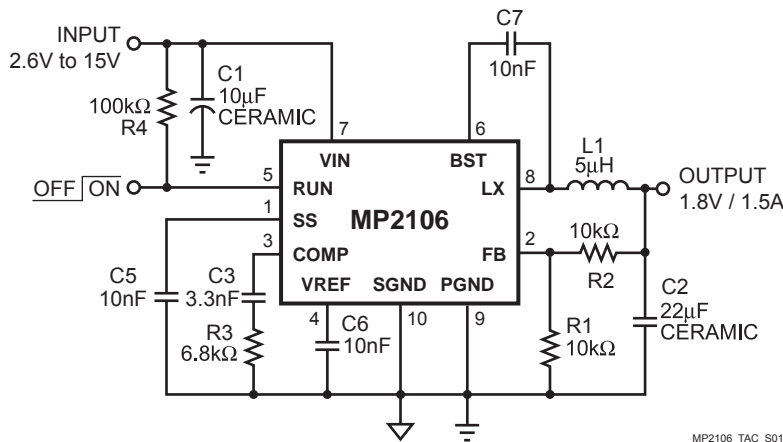 INPUT
2.6V to 15V
C7
10nF
C1
10μF
CERAMIC
100kΩ
R4
7
6
VIN
BST
L1
5μH
OFF ON
5
RUN
LX
8
OUTPUT
1.8V / 1.5A
1
SS
MP2106
3
COMP
FB
2
10kΩ
R2
C5
10nF
C3
3.3nF
VREF
SGND
PGND
C2
22μF
CERAMIC
4
C6
10nF
10
9
R3
6.8kΩ
R1
10kΩ
MP2106_TAC_S01